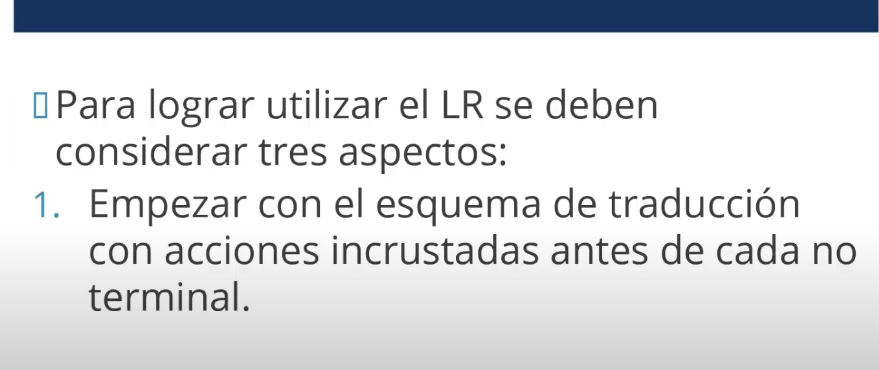 Para lograr utilizar el LR se deben
considerar tres aspectos:
1. Empezar con el esquema de traducción
con acciones incrustadas antes de cada no
terminal.